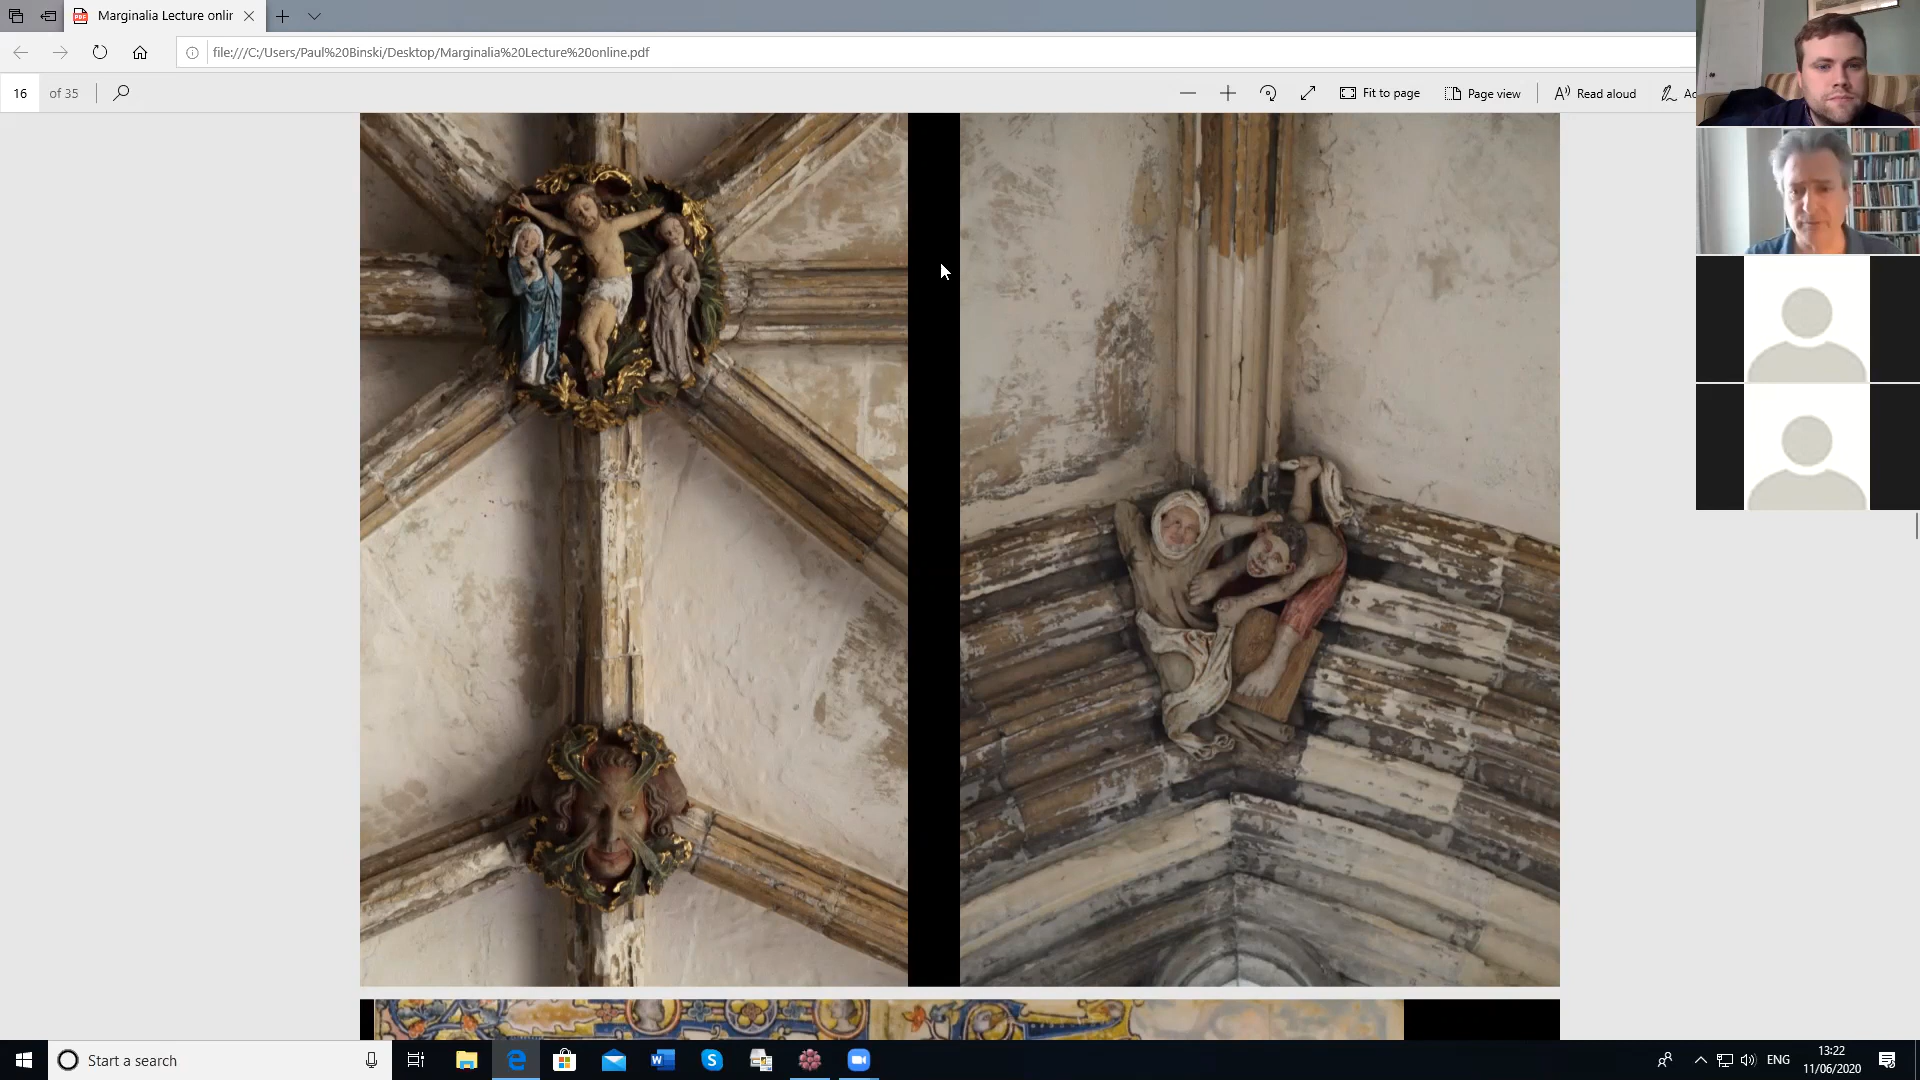 Marginalia Lecture onlir
file:///C:/Users/Paul%20Binski/Desktop/Marginalia%20Lecture%20online.pdf
16 of 35
Fit to page
Page view
Read aloud
Ac
Start a search
ENG
13:22
11/06/2020